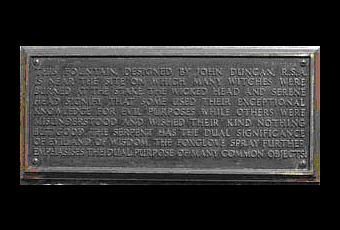 THIS FOUNTAIN, DESIGNED BY JOHN DUNCAN, R.S.A.
IS NEAR THE SITE ON WHICH MANY WITCHES WERE
BURNED AT THE STAKE. THE WICKED HEAD AND SERENE
HEAD SIGNIFY THAT SOME USED THEIR EXCEPTIONAL
KNOWLEDGE FOR EVIL PURPOSES WHILE OTHERS WERE
MISUNDERSTOOD AND WISHED THEIR KIND NOTHING
BUT GOOD. THE SERPENT HAS THE DUAL SIGNIFICANCE
OF EVIL AND OF WISDOM. THE FOXGLOVE SPRAY FURTHER
EMPHASISES THE DUAL PURPOSE OF MANY COMMON OBJECTS.